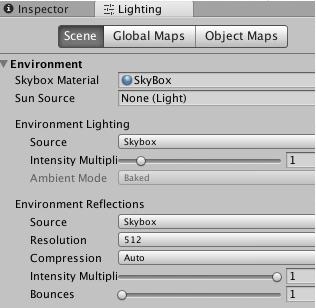 Inspector Lighting
Scene Global Maps Object Maps
Environment
Skybox Material SkyBox
Sun Source None (Light)
Environment Lighting
Source Skybox
Intensity Multipli 1
Ambient Mode Baked
Environment Reflections
Source Skybox
Resolution 512
Compression Auto
Intensity Multipli 1
Bounces 1